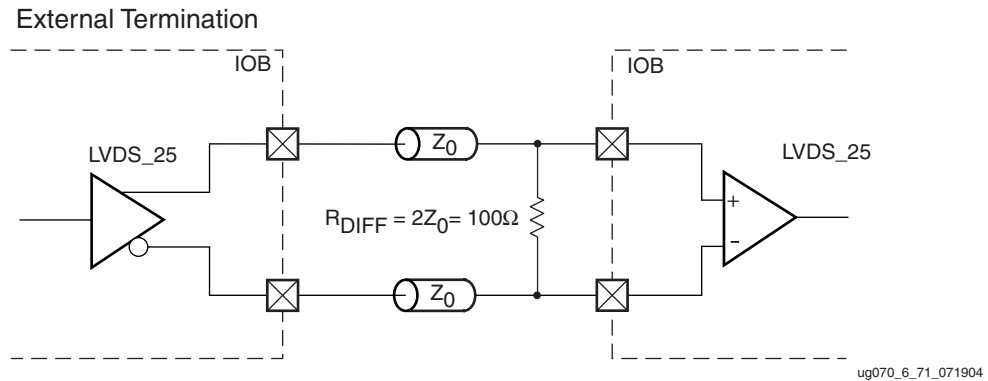 External Termination
IOB
IOB
Z0
LVDS_25
LVDS_25
RDIFF = 2Z0= 100Ω
+
–
Z0
ug070_6_71_071904